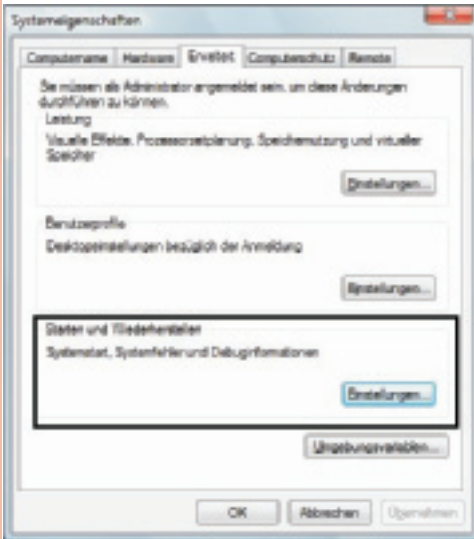 Systemeigenschaften
Computername Hardware Erweitert Computerschutz Remote
Sie müssen als Administrator angemeldet sein, um diese Änderungen
durchführen zu können.
Leistung
Visuelle Effekte, Prozessorzeitplanung, Speichernutzung und virtueller
Speicher
Einstellungen...
Benutzerprofile
Desktopeinstellungen bezüglich der Anmeldung
Einstellungen...
Starten und Wiederherstellen
Systemstart, Systemfehler und Debuginformationen
Einstellungen...
Umgebungsvariablen...
OK Abbrechen Übernehmen